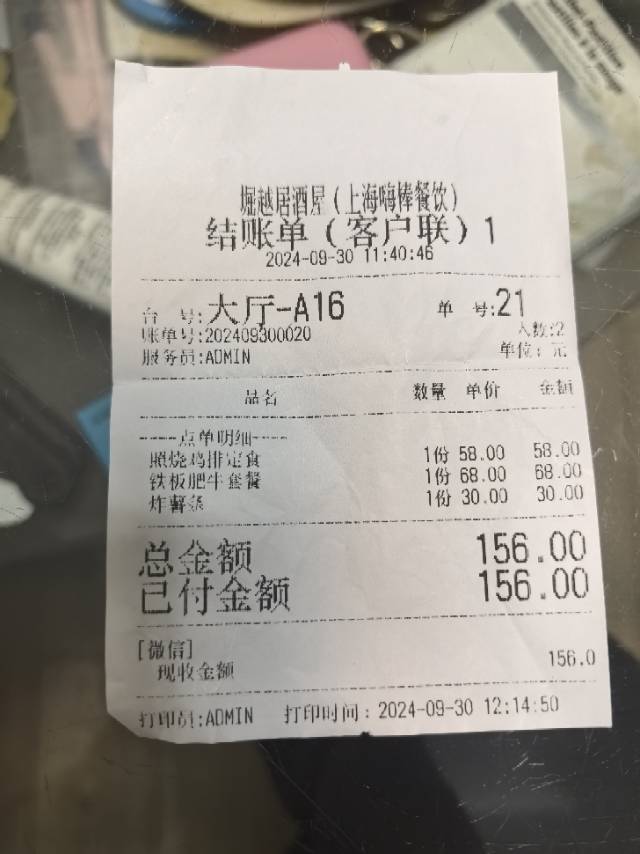 堀越居酒屋(上海嗨棒餐饮)
结账单(客户联)1
2024-09-30 11:40:46
台 号:大厅-A16 单 号:21
账单号:202409300020 人数:2
服务员:ADMIN 单位：元
品名 数量 单价 金额
-----点单明细-----
照烧鸡排定食 1份 58.00 58.00
铁板肥牛套餐 1份 68.00 68.00
炸薯条 1份 30.00 30.00
总金额 156.00
已付金额 156.00
[微信]
现收金额 156.0
打印员:ADMIN 打印时间：2024-09-30 12:14:50